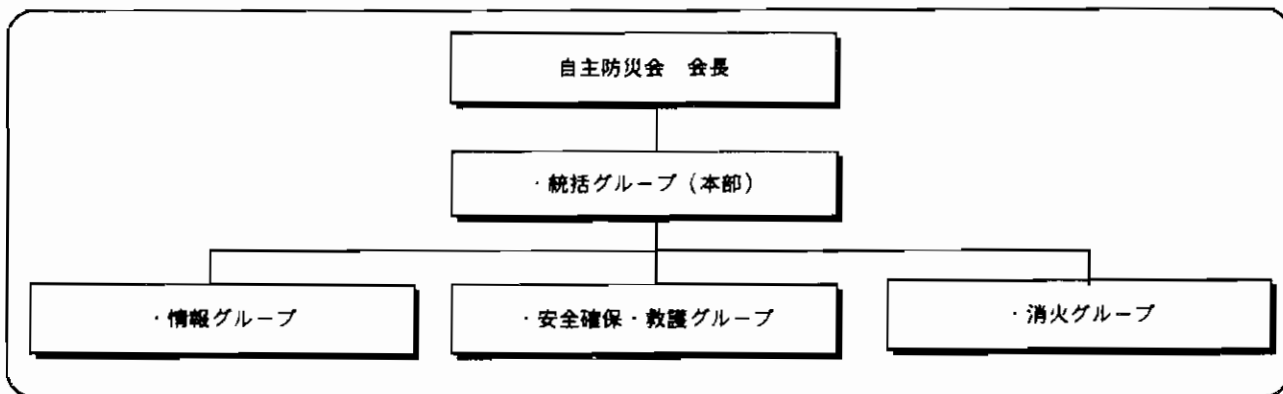 自主防災会　会長
・統括グループ（本部）
・情報グループ
・安全確保・救護グループ
・消火グループ